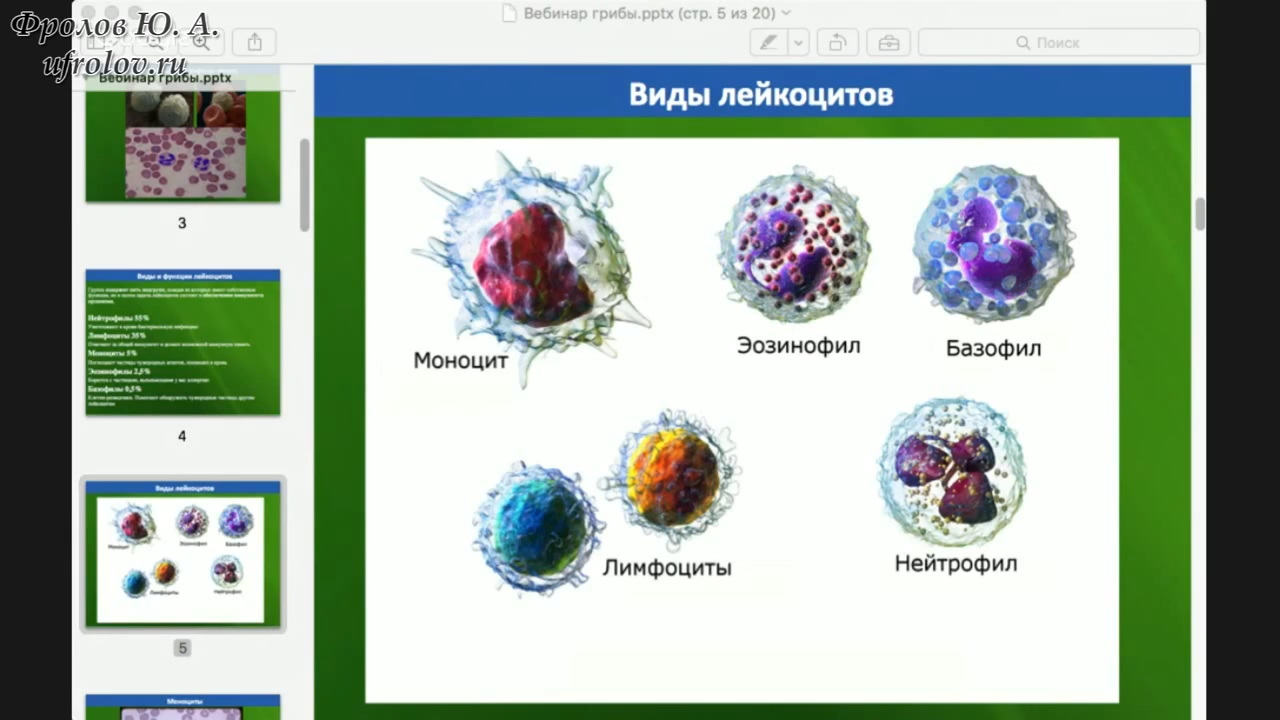 Фролов Ю. А.
ufrolov.ru
Вебинар грибы.pptx (стр. 5 из 20)
Поиск
Вебинар грибы.pptx
3
Виды и функции лейкоцитов
Нейтрофилы 55%
Лимфоциты 35%
Моноциты 5%
Эозинофилы 2,5%
Базофилы 0,5%
4
Виды лейкоцитов
Моноцит
Эозинофил
Базофил
Лимфоциты
Нейтрофил
5
Моноциты
Виды лейкоцитов
Моноцит
Эозинофил
Базофил
Лимфоциты
Нейтрофил